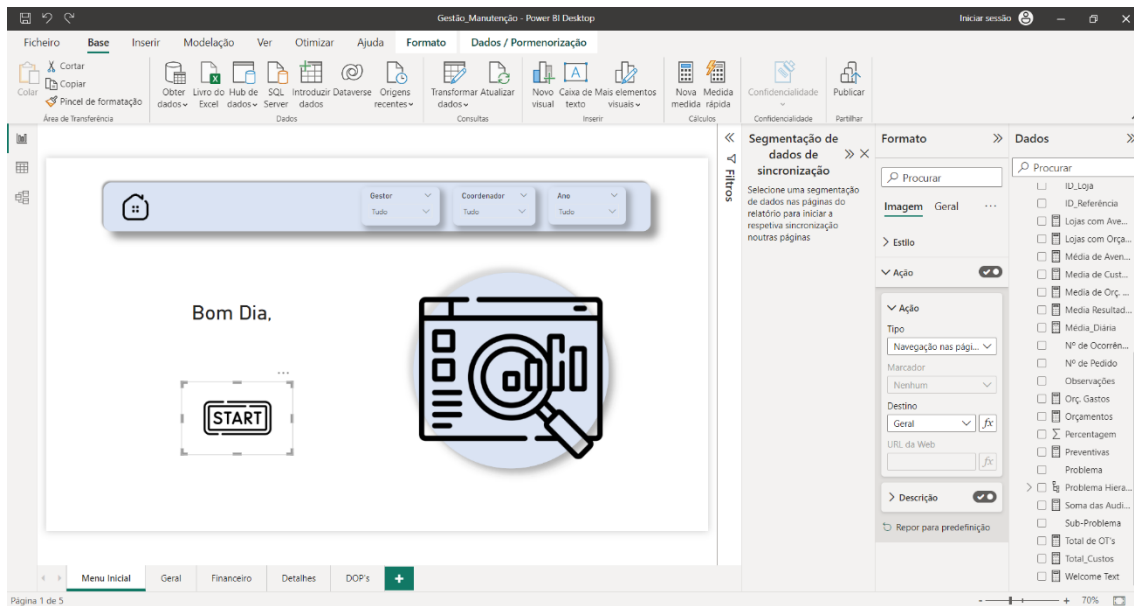 Gestão_Manutenção - Power BI Desktop
Iniciar sessão
Ficheiro Base Inserir Modelação Ver Otimizar Ajuda Formato Dados / Pormenorização
Colar
Cortar
Copiar
Pincel de formatação
Área de Transferência
Obter dados
Livro do Excel
Hub de dados
SQL Server
Introduzir dados
Dataverse
Origens recentes
Dados
Transformar dados
Atualizar
Consultas
Novo visual
Caixa de texto
Mais elementos visuais
Inserir
Nova medida
Medida rápida
Cálculos
Confidencialidade
Confidencialidade
Publicar
Partilhar
Gestor
Tudo
Coordenador
Tudo
Ano
Tudo
Bom Dia,
START
Filtros
Segmentação de
dados de
sincronização
Selecione uma segmentação
de dados nas páginas do
relatório para iniciar a
respetiva sincronização
noutras páginas
Formato
Procurar
Imagem Geral
Estilo
Ação
Ação
Tipo
Navegação nas pági...
Marcador
Nenhum
Destino
Geral
fx
URL da Web
fx
Descrição
Repor para predefinição
Dados
Procurar
ID_Loja
ID_Referência
Lojas com Ave...
Lojas com Orça...
Média de Aven...
Media de Cust...
Media de Orç. ...
Media Resultad...
Média_Diária
Nº de Ocorrên...
Nº de Pedido
Observações
Orç. Gastos
Orçamentos
Percentagem
Preventivas
Problema
Problema Hiera...
Soma das Audi...
Sub-Problema
Total de OT's
Total_Custos
Welcome Text
Menu Inicial Geral Financeiro Detalhes DOP's
Página 1 de 5
70%